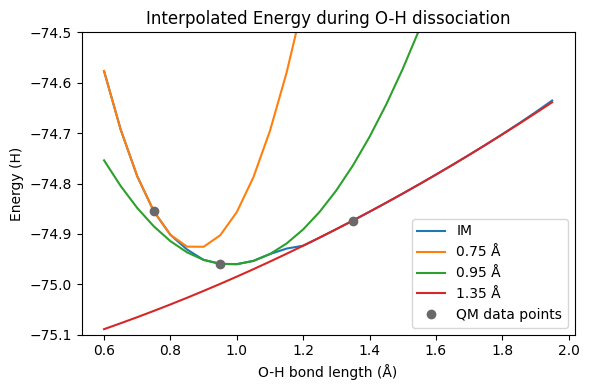 Interpolated Energy during O-H dissociation
Energy (H)
−74.5
−74.6
−74.7
−74.8
−74.9
−75.0
−75.1
IM
0.75 Å
0.95 Å
1.35 Å
QM data points
0.6 0.8 1.0 1.2 1.4 1.6 1.8 2.0
O-H bond length (Å)